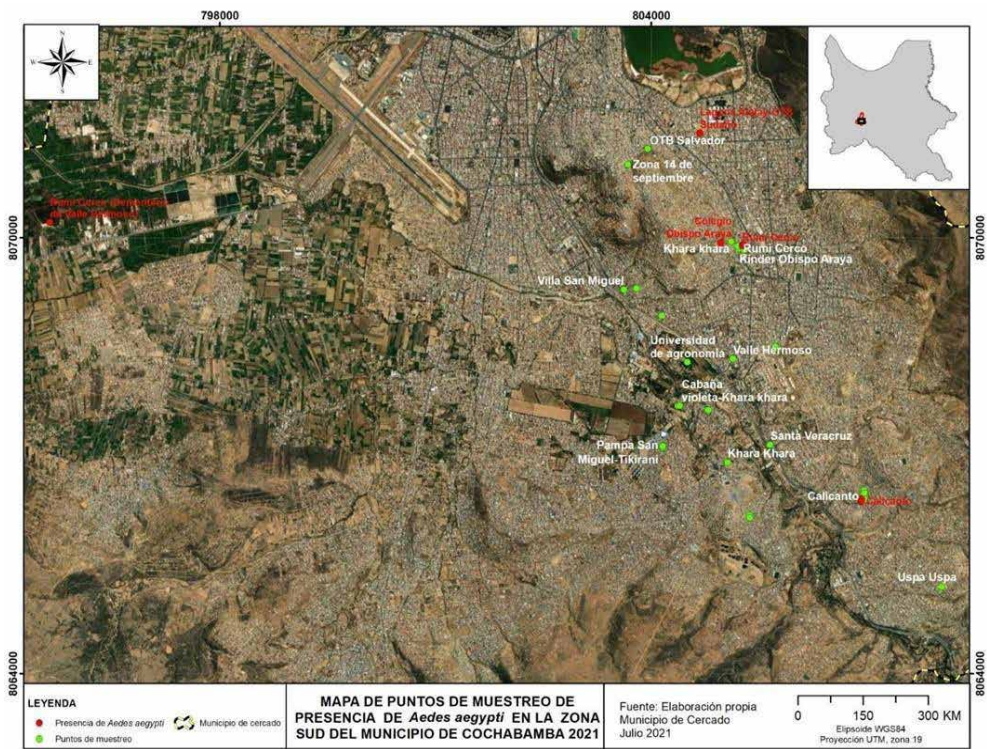 798000
804000
N
W
E
S
OTB Salvador
Zona 14 de
septiembre
8070000
8070000
Colegio
Obispo Araya
Khara khara
Rumi Cerco
Kinder Obispo Araya
Villa San Miguel
Universidad
de agronomía
Valle Hermoso
Cabaña
violeta-Khara khara
Pampa San
Miguel-Tikirani
Santa Veracruz
Khara Khara
Calicanto
Calicanto
Uspa Uspa
8064000
8064000
LEYENDA
Presencia de Aedes aegypti
Municipio de cercado
Puntos de muestreo
MAPA DE PUNTOS DE MUESTREO DE
PRESENCIA DE Aedes aegypti EN LA ZONA
SUD DEL MUNICIPIO DE COCHABAMBA 2021
Fuente: Elaboración propia
Municipio de Cercado
Julio 2021
0 150 300 KM
Elipsoide WGS84
Proyección UTM, zona 19